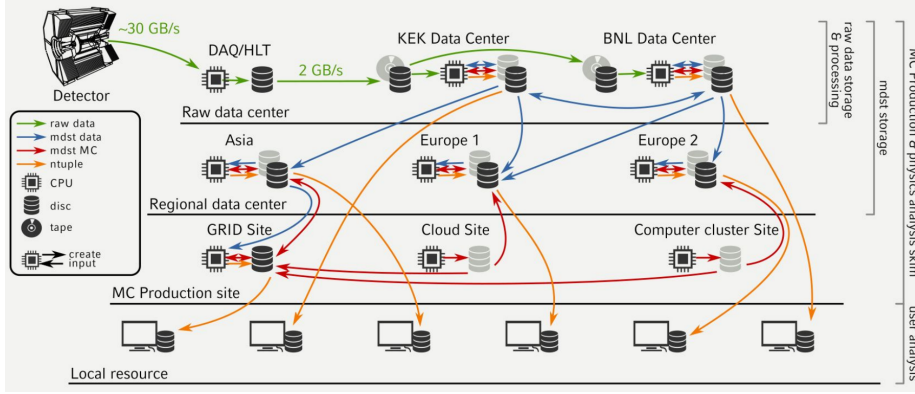 ~30 GB/s
Detector
DAQ/HLT
2 GB/s
KEK Data Center
BNL Data Center
Raw data center
raw data storage
& processing
mdst storage
MC Production & physics analysis skim
user analysis
raw data
mdst data
mdst MC
ntuple
CPU
disc
tape
create
input
Asia
Europe 1
Europe 2
Regional data center
GRID Site
Cloud Site
Computer cluster Site
MC Production site
Local resource